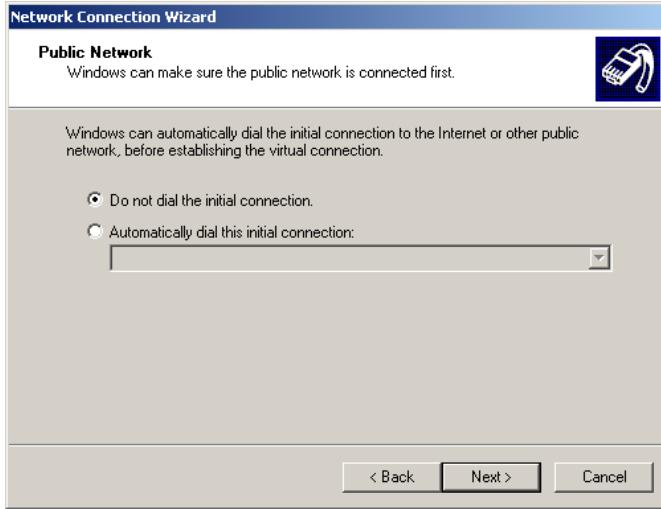 Network Connection Wizard
Public Network
Windows can make sure the public network is connected first.
Windows can automatically dial the initial connection to the Internet or other public
network, before establishing the virtual connection.
Do not dial the initial connection.
Automatically dial this initial connection:
< Back Next > Cancel